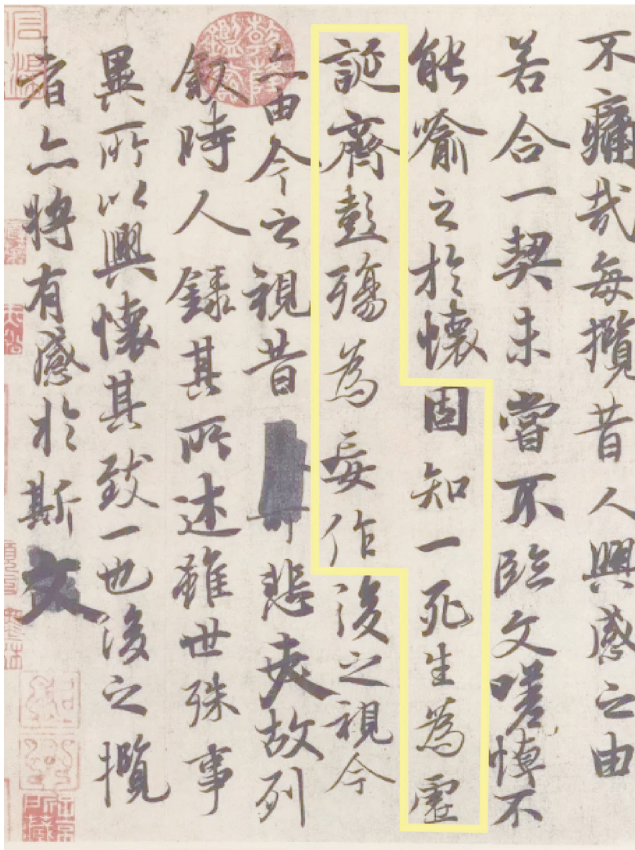 不痛哉每攬昔人興感之由
若合一契未嘗不臨文嗟悼不
能喻之於懷固知一死生為虛
誕齊彭殤為妄作後之視今
亦由今之視昔悲夫故列
敘時人錄其所述雖世殊事
異所以興懷其致一也後之攬
者亦將有感於斯文